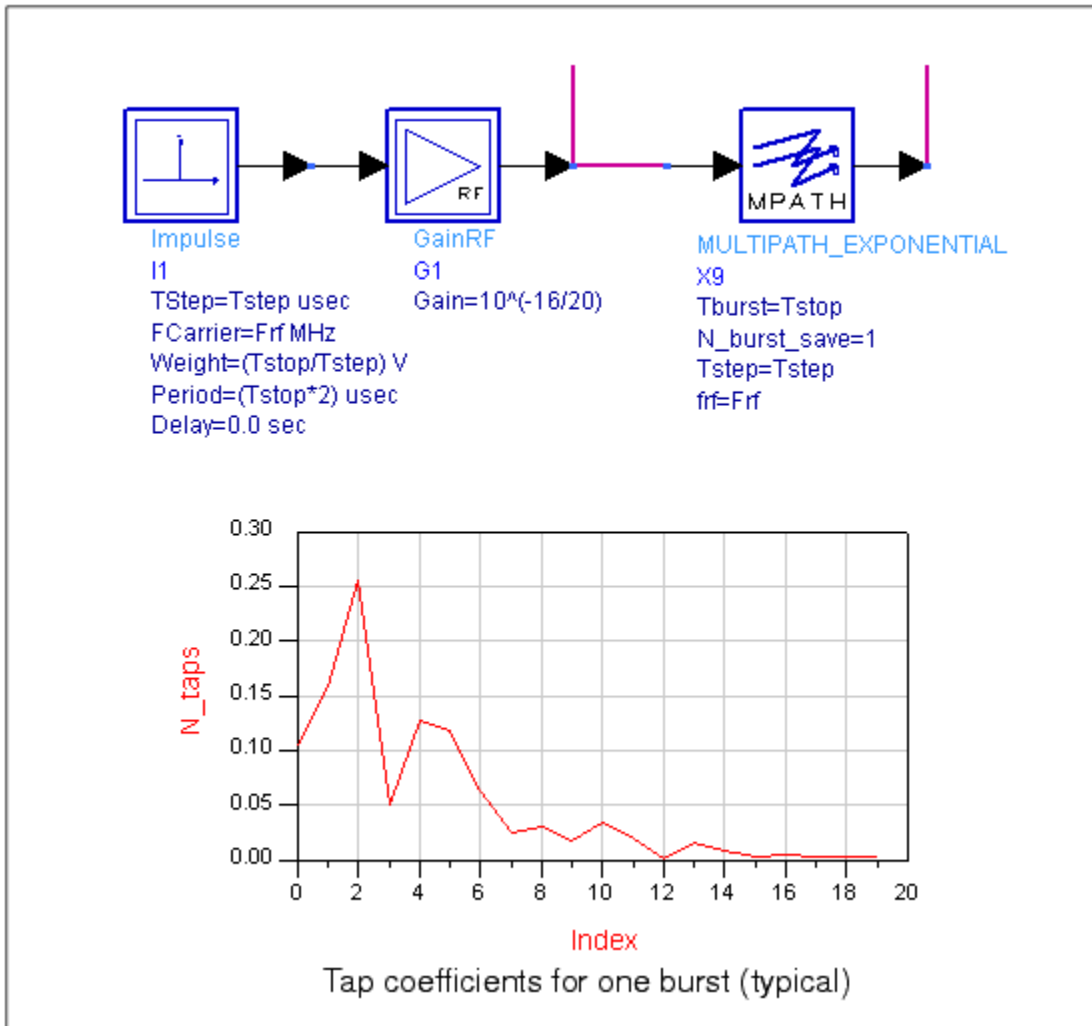 RF
MPATH
Impulse
I1
TStep=Tstep usec
FCarrier=Frf MHz
Weight=(Tstop/Tstep) V
Period=(Tstop*2) usec
Delay=0.0 sec
GainRF
G1
Gain=10^(-16/20)
MULTIPATH_EXPONENTIAL
X9
Tburst=Tstop
N_burst_save=1
Tstep=Tstep
frf=Frf
0.30
0.25
0.20
0.15
0.10
0.05
0.00
N_taps
0 2 4 6 8 10 12 14 16 18 20
Index
Tap coefficients for one burst (typical)